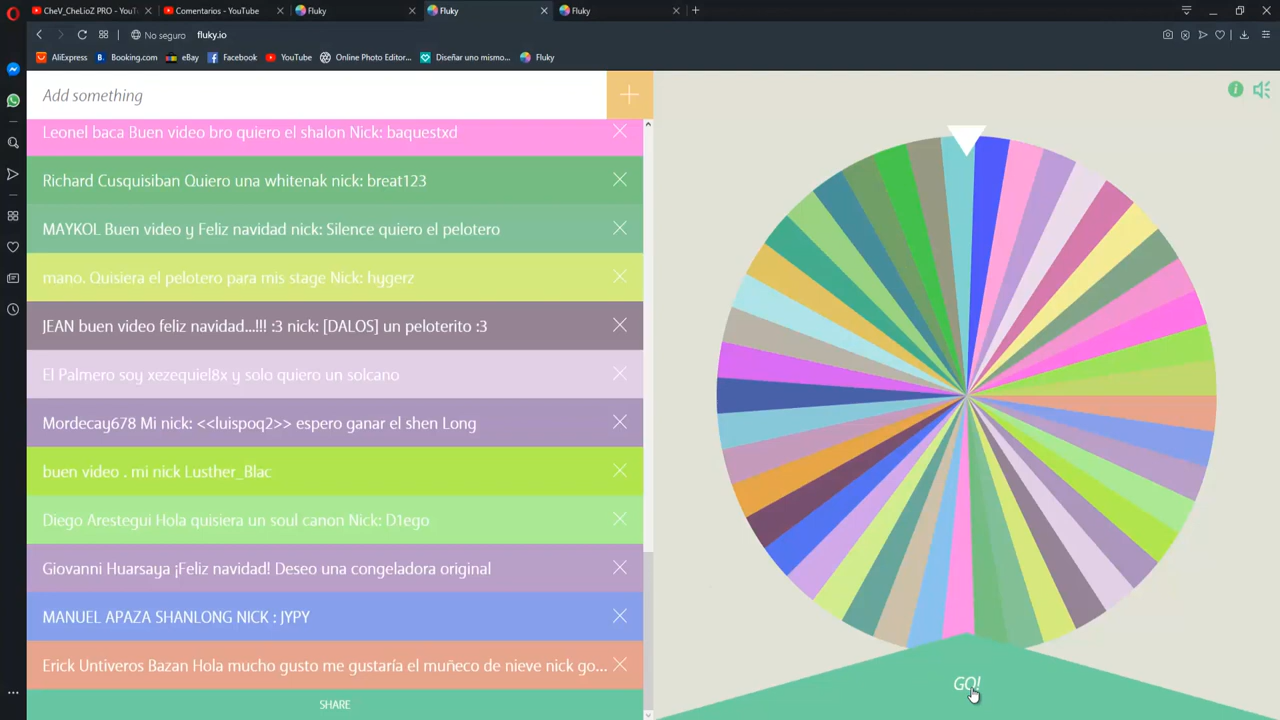 CheV_CheLioZ PRO - YouTu
Comentarios - YouTube
Fluky
Fluky
Fluky
No seguro
fluky.io
AliExpress
Booking.com
eBay
Facebook
YouTube
Online Photo Editor...
Diseñar uno mismo...
Fluky
Add something
Leonel baca Buen video bro quiero el shalon Nick: baquestxd
Richard Cusquisiban Quiero una whitenak nick: breat123
MAYKOL Buen video y Feliz navidad nick: Silence quiero el pelotero
mano. Quisiera el pelotero para mis stage Nick: hygerz
JEAN buen video feliz navidad...!!! :3 nick: [DALOS] un peloterito :3
El Palmero soy xezequiel8x y solo quiero un solcano
Mordecay678 Mi nick: <<luispoq2>> espero ganar el shen Long
buen video . mi nick Lusther_Blac
Diego Arestegui Hola quisiera un soul canon Nick: D1ego
Giovanni Huarsaya ¡Feliz navidad! Deseo una congeladora original
MANUEL APAZA SHANLONG NICK : JYPY
Erick Untiveros Bazan Hola mucho gusto me gustaría el muñeco de nieve nick go...
SHARE
GO!